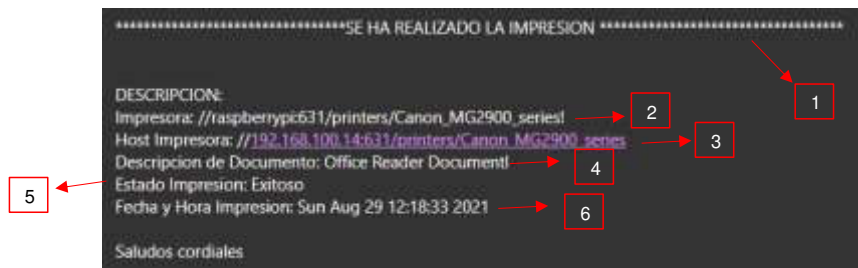 *********************************SE HA REALIZADO LA IMPRESION ***********************************
1
DESCRIPCION:
Impresora: //raspberrypi:631/printers/Canon_MG2900_series! 2
Host Impresora: //192.168.100.14:631/printers/Canon_MG2900_series 3
Descripcion de Documento: Office Reader Document! 4
5 Estado Impresion: Exitoso
Fecha y Hora Impresion: Sun Aug 29 12:18:33 2021 6
Saludos cordiales